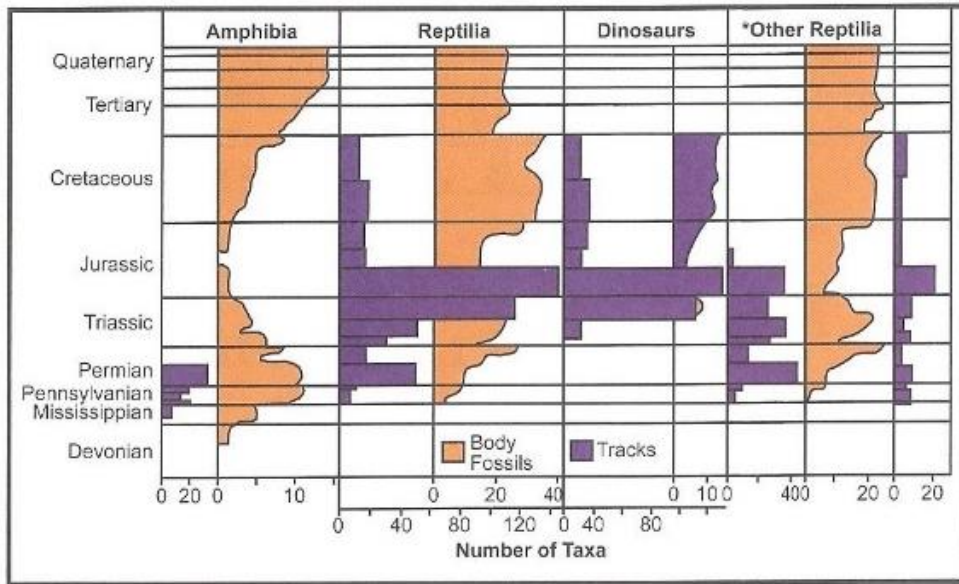 Amphibia Reptilia Dinosaurs *Other Reptilia
Quaternary
Tertiary
Cretaceous
Jurassic
Triassic
Permian
Pennsylvanian
Mississippian
Devonian
Body Fossils
Tracks
0 20 0 10 0 20 40 0 10 0 400 20 0 20
0 40 80 120 0 40 80
Number of Taxa